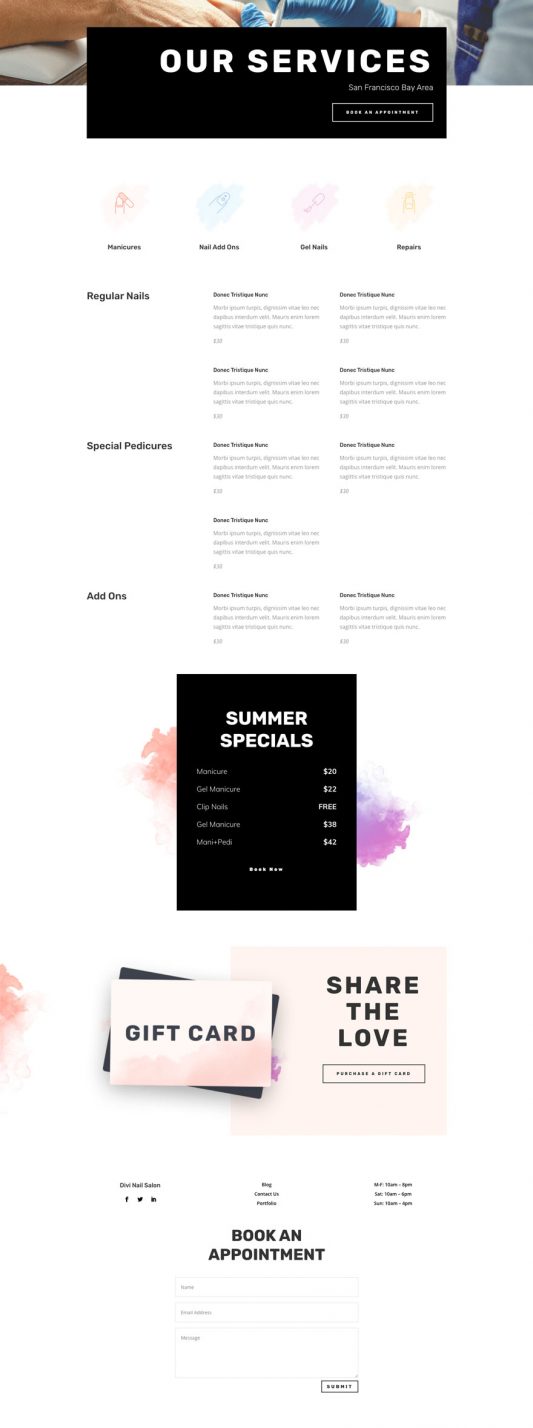 OUR SERVICES
San Francisco Bay Area
BOOK AN APPOINTMENT
Manicures
Nail Add Ons
Gel Nails
Repairs
Regular Nails
Donec Tristique Nunc
Morbi ipsum turpis, dignissim vitae leo nec
dapibus interdum velit. Mauris enim lorem
sagittis vitae tristique quis nunc.
$30
Donec Tristique Nunc
Morbi ipsum turpis, dignissim vitae leo nec
dapibus interdum velit. Mauris enim lorem
sagittis vitae tristique quis nunc.
$30
Donec Tristique Nunc
Morbi ipsum turpis, dignissim vitae leo nec
dapibus interdum velit. Mauris enim lorem
sagittis vitae tristique quis nunc.
$30
Donec Tristique Nunc
Morbi ipsum turpis, dignissim vitae leo nec
dapibus interdum velit. Mauris enim lorem
sagittis vitae tristique quis nunc.
$30
Special Pedicures
Donec Tristique Nunc
Morbi ipsum turpis, dignissim vitae leo nec
dapibus interdum velit. Mauris enim lorem
sagittis vitae tristique quis nunc.
$30
Donec Tristique Nunc
Morbi ipsum turpis, dignissim vitae leo nec
dapibus interdum velit. Mauris enim lorem
sagittis vitae tristique quis nunc.
$30
Donec Tristique Nunc
Morbi ipsum turpis, dignissim vitae leo nec
dapibus interdum velit. Mauris enim lorem
sagittis vitae tristique quis nunc.
$30
Add Ons
Donec Tristique Nunc
Morbi ipsum turpis, dignissim vitae leo nec
dapibus interdum velit. Mauris enim lorem
sagittis vitae tristique quis nunc.
$30
Donec Tristique Nunc
Morbi ipsum turpis, dignissim vitae leo nec
dapibus interdum velit. Mauris enim lorem
sagittis vitae tristique quis nunc.
$30
SUMMER
SPECIALS
Manicure $20
Gel Manicure $22
Clip Nails FREE
Gel Manicure $38
Mani+Pedi $42
Book Now
GIFT CARD
SHARE
THE
LOVE
PURCHASE A GIFT CARD
Divi Nail Salon
Blog
Contact Us
Portfolio
M-F: 10am – 8pm
Sat: 10am – 6pm
Sun: 10am – 4pm
BOOK AN
APPOINTMENT
Name
Email Address
Message
SUBMIT